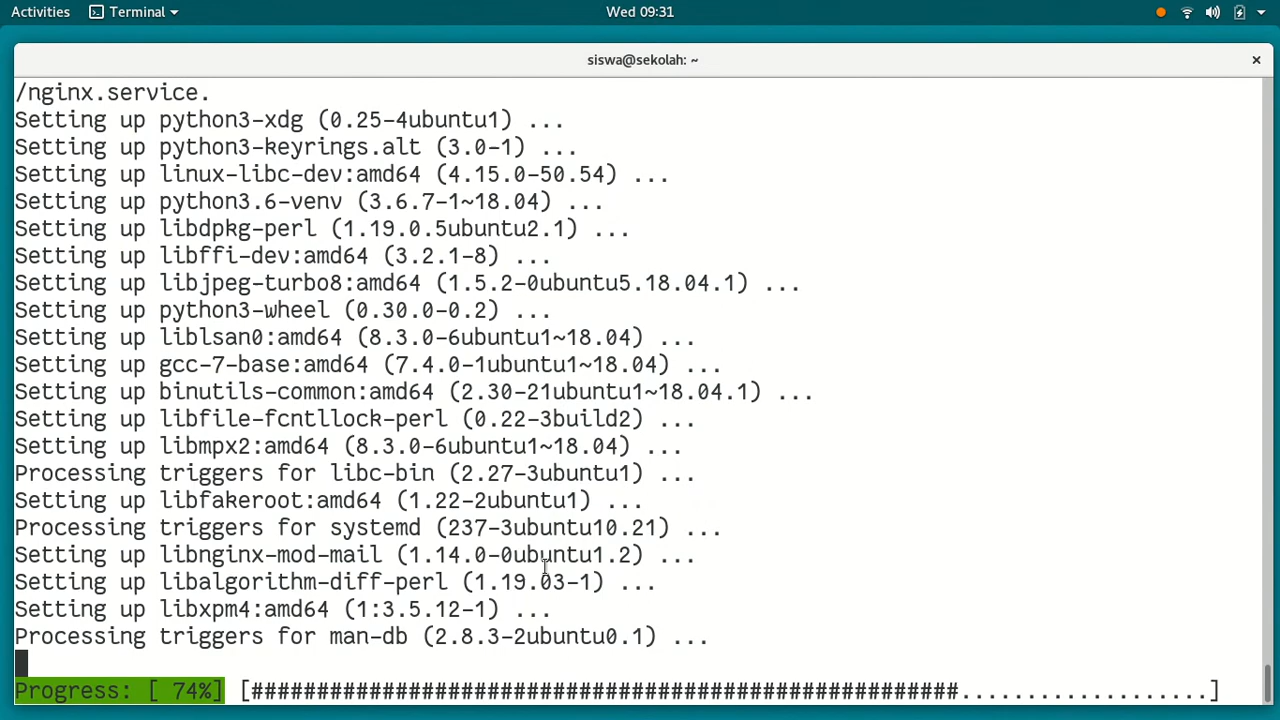 Activities Terminal Wed 09:31
siswa@sekolah: ~ ×
/nginx.service.
Setting up python3-xdg (0.25-4ubuntu1) ...
Setting up python3-keyrings.alt (3.0-1) ...
Setting up linux-libc-dev:amd64 (4.15.0-50.54) ...
Setting up python3.6-venv (3.6.7-1~18.04) ...
Setting up libdpkg-perl (1.19.0.5ubuntu2.1) ...
Setting up libffi-dev:amd64 (3.2.1-8) ...
Setting up libjpeg-turbo8:amd64 (1.5.2-0ubuntu5.18.04.1) ...
Setting up python3-wheel (0.30.0-0.2) ...
Setting up liblsan0:amd64 (8.3.0-6ubuntu1~18.04) ...
Setting up gcc-7-base:amd64 (7.4.0-1ubuntu1~18.04) ...
Setting up binutils-common:amd64 (2.30-21ubuntu1~18.04.1) ...
Setting up libfile-fcntllock-perl (0.22-3build2) ...
Setting up libmpx2:amd64 (8.3.0-6ubuntu1~18.04) ...
Processing triggers for libc-bin (2.27-3ubuntu1) ...
Setting up libfakeroot:amd64 (1.22-2ubuntu1) ...
Processing triggers for systemd (237-3ubuntu10.21) ...
Setting up libnginx-mod-mail (1.14.0-0ubuntu1.2) ...
Setting up libalgorithm-diff-perl (1.19.03-1) ...
Setting up libxpm4:amd64 (1:3.5.12-1) ...
Processing triggers for man-db (2.8.3-2ubuntu0.1) ...
Progress: [ 74%] [######################################################...................]